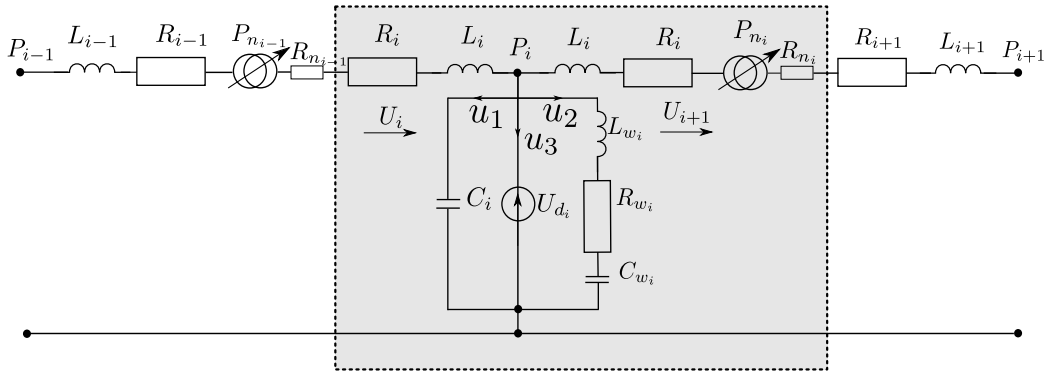 P_{i-1} L_{i-1} R_{i-1} P_{n_{i-1}} R_{n_{i-1}} R_i L_i P_i L_i R_i P_{n_i} R_{n_i} R_{i+1} L_{i+1} P_{i+1}
U_i u_1 u_2 L_{w_i} U_{i+1}
u_3
C_i U_{d_i} R_{w_i}
C_{w_i}